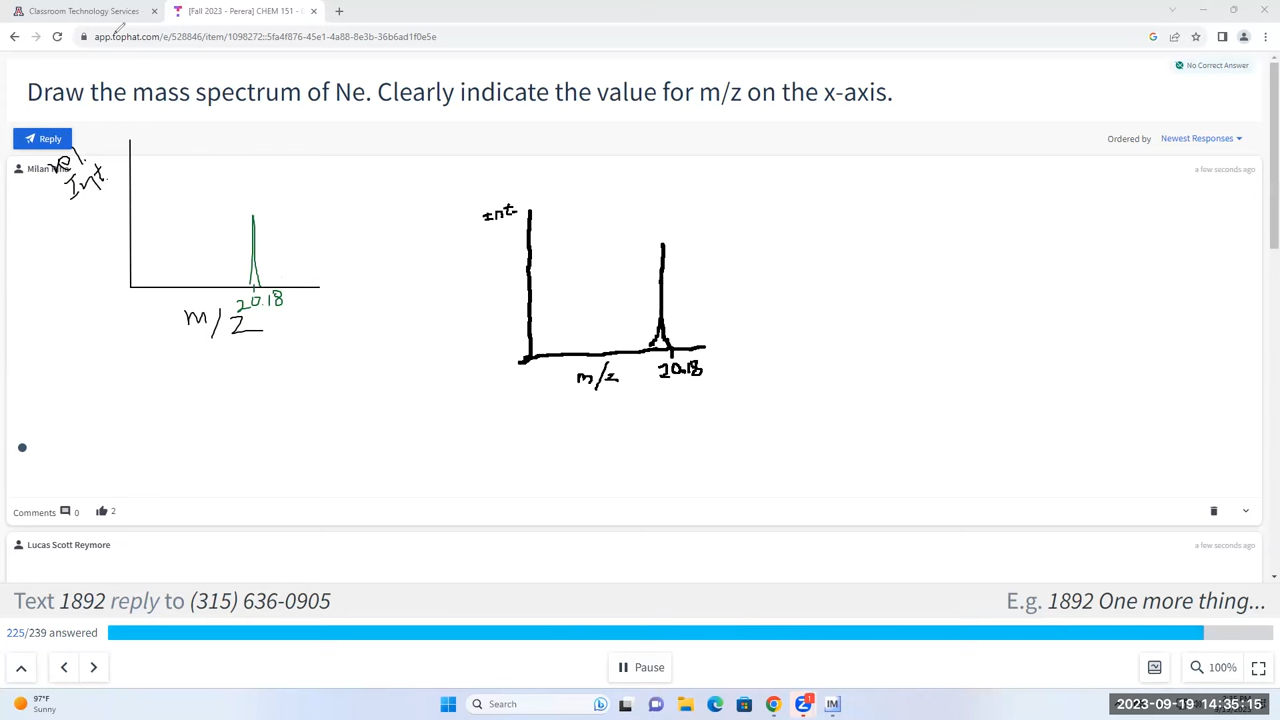 Classroom Technology Services
[Fall 2023 - Perera] CHEM 151 - G
app.tophat.com/e/528846/item/1098272::5fa4f876-45e1-4a88-8e3b-36b6ad1f0e5e
No Correct Answer
Draw the mass spectrum of Ne. Clearly indicate the value for m/z on the x-axis.
Reply
Ordered by Newest Responses
Milan
a few seconds ago
rel.
Int.
20.18
m/z
Int.
m/z
20.18
Comments 0 2
Lucas Scott Reymore
a few seconds ago
Text 1892 reply to (315) 636-0905
E.g. 1892 One more thing...
225/239 answered
Pause
100%
97°F
Sunny
Search
2023-09-19 14:35:15